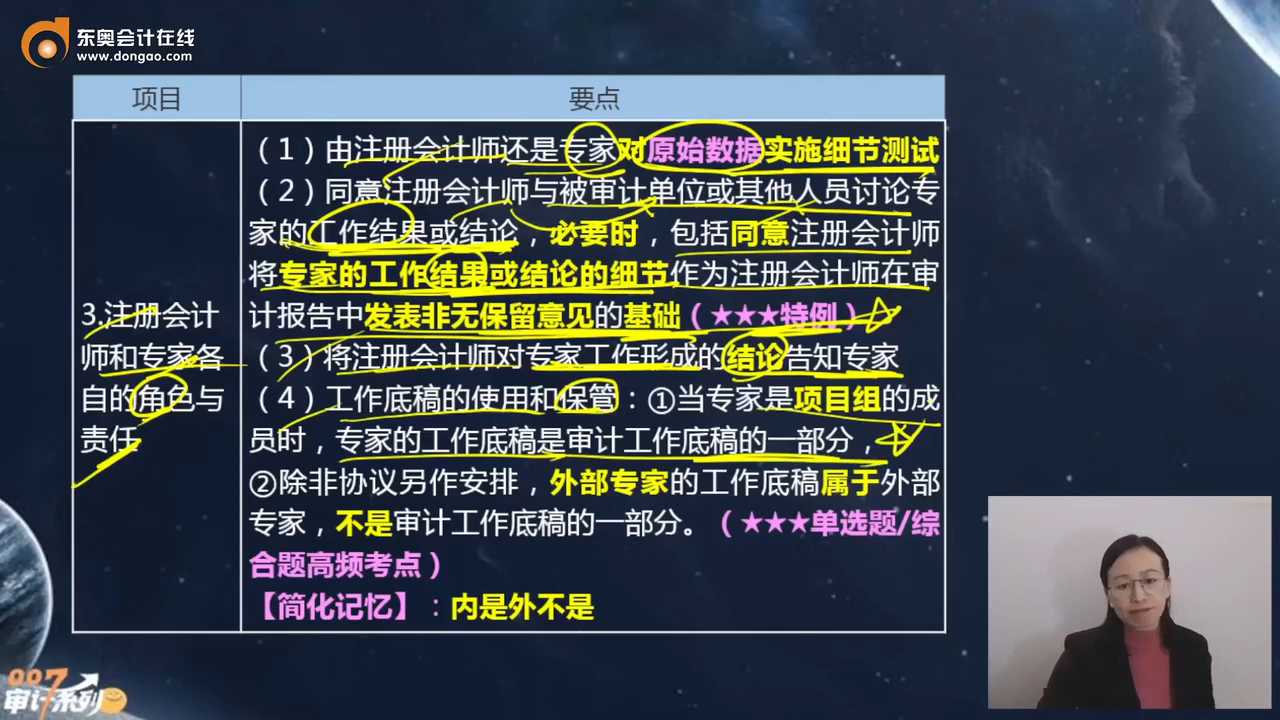 东奥会计在线
www.dongao.com
项目
要点
3.注册会计
师和专家各
自的角色与
责任
（1）由注册会计师还是专家对原始数据实施细节测试
（2）同意注册会计师与被审计单位或其他人员讨论专
家的工作结果或结论，必要时，包括同意注册会计师
将专家的工作结果或结论的细节作为注册会计师在审
计报告中发表非无保留意见的基础（★★★特例）
（3）将注册会计师对专家工作形成的结论告知专家
（4）工作底稿的使用和保管：①当专家是项目组的成
员时，专家的工作底稿是审计工作底稿的一部分，
②除非协议另作安排，外部专家的工作底稿属于外部
专家，不是审计工作底稿的一部分。（★★★单选题/综
合题高频考点）
【简化记忆】：内是外不是
007
审计系列